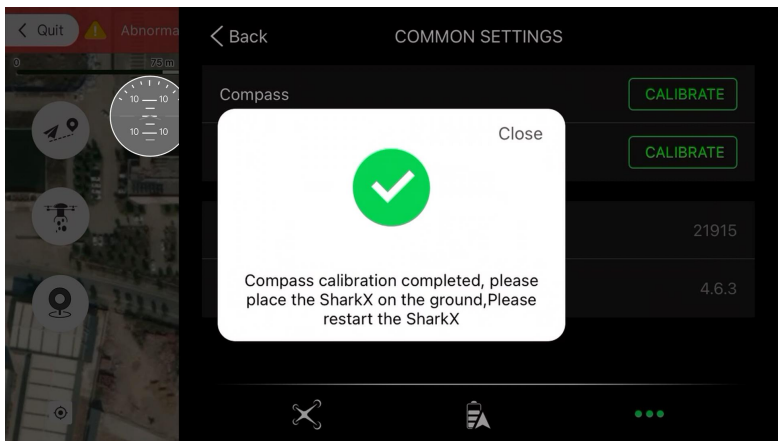 Quit
Abnorma
0
75 m
10 10
10 10
Back
COMMON SETTINGS
Compass
CALIBRATE
CALIBRATE
Close
Compass calibration completed, please
place the SharkX on the ground,Please
restart the SharkX
21915
4.6.3